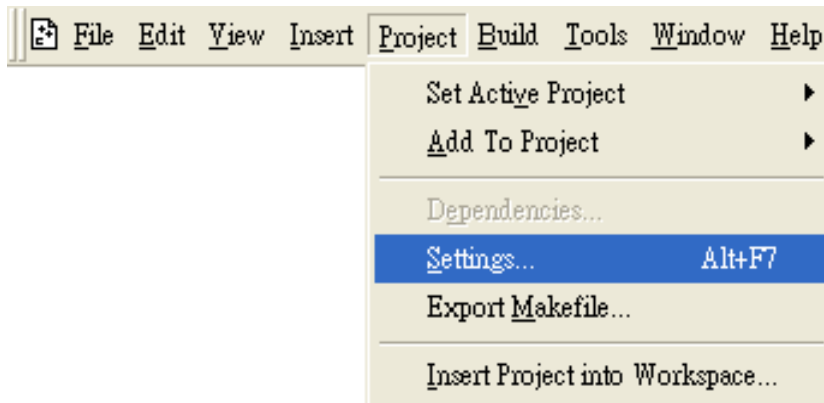 File Edit View Insert Project Build Tools Window Help
Set Active Project
Add To Project
Dependencies...
Settings... Alt+F7
Export Makefile...
Insert Project into Workspace...